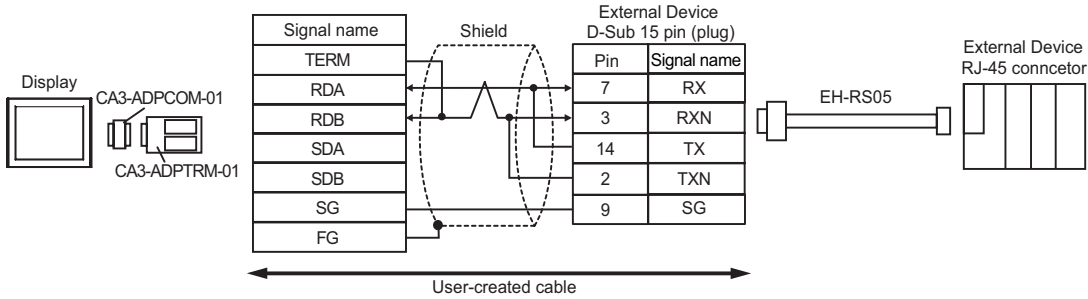 Display
CA3-ADPCOM-01
CA3-ADPTRM-01
Signal name
TERM
RDA
RDB
SDA
SDB
SG
FG
Shield
External Device
D-Sub 15 pin (plug)
Pin Signal name
7 RX
3 RXN
14 TX
2 TXN
9 SG
EH-RS05
External Device
RJ-45 conncetor
User-created cable